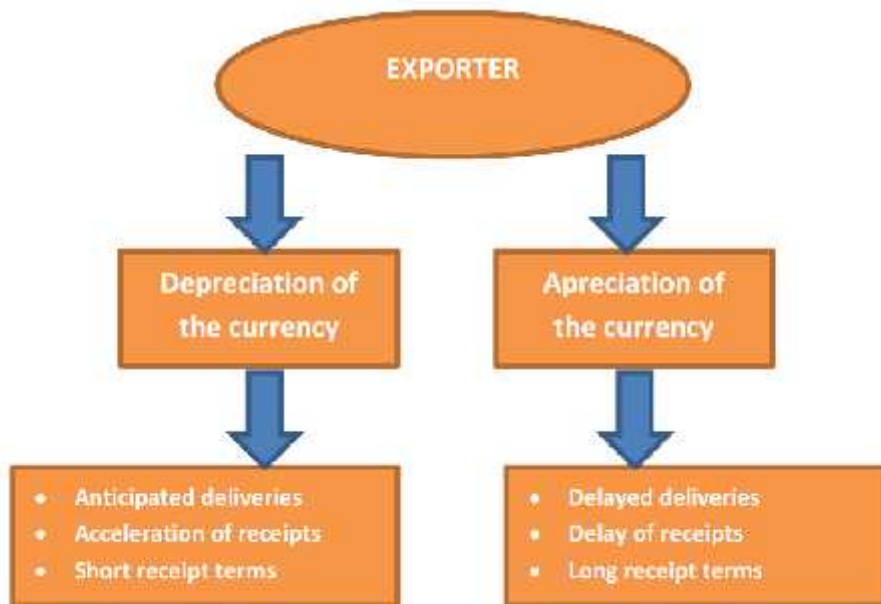 EXPORTER
Depreciation of
the currency
Apreciation of
the currency
• Anticipated deliveries
• Acceleration of receipts
• Short receipt terms
• Delayed deliveries
• Delay of receipts
• Long receipt terms